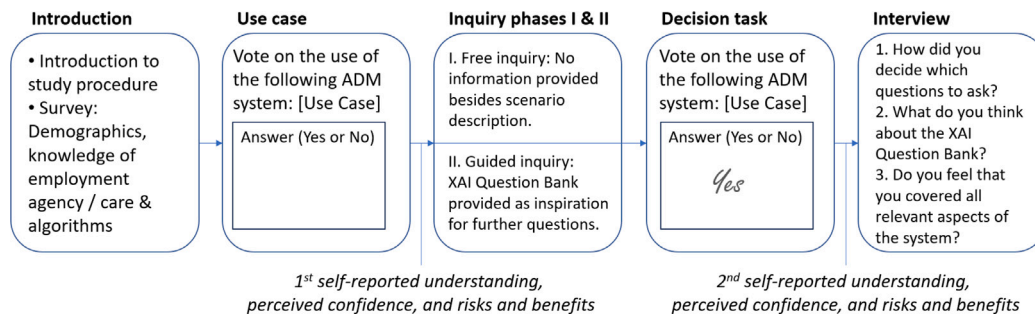 Introduction
• Introduction to
study procedure
• Survey:
Demographics,
knowledge of
employment
agency / care &
algorithms
Use case
Vote on the use of
the following ADM
system: [Use Case]
Answer (Yes or No)
Inquiry phases I & II
I. Free inquiry: No
information provided
besides scenario
description.
II. Guided inquiry:
XAI Question Bank
provided as inspiration
for further questions.
Decision task
Vote on the use of
the following ADM
system: [Use Case]
Answer (Yes or No)
Yes
Interview
1. How did you
decide which
questions to ask?
2. What do you think
about the XAI
Question Bank?
3. Do you feel that
you covered all
relevant aspects of
the system?
1st self-reported understanding,
perceived confidence, and risks and benefits
2nd self-reported understanding,
perceived confidence, and risks and benefits